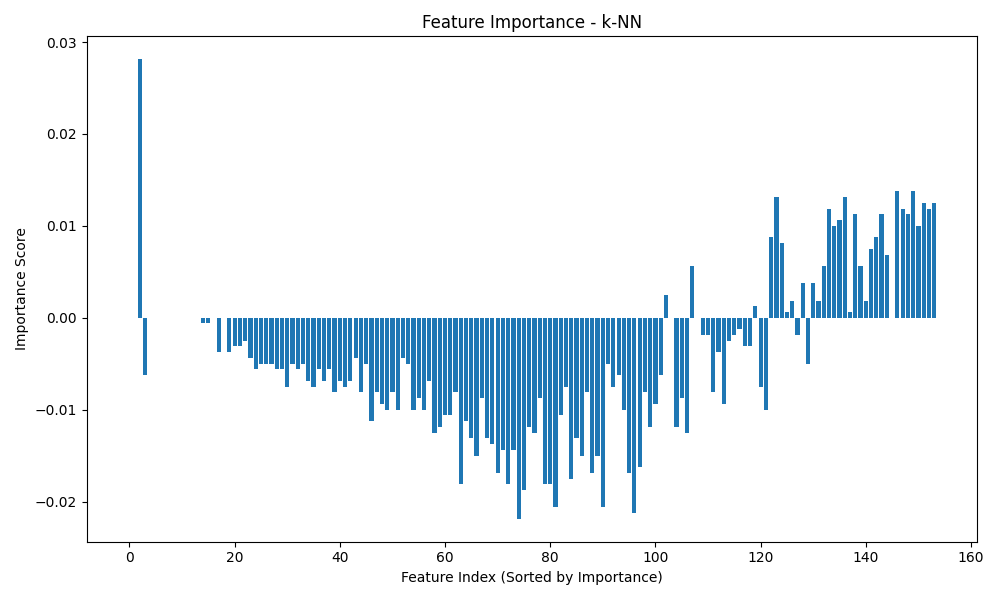 Feature Importance - k-NN
0.03
0.02
0.01
0.00
−0.01
−0.02
Importance Score
0 20 40 60 80 100 120 140 160
Feature Index (Sorted by Importance)